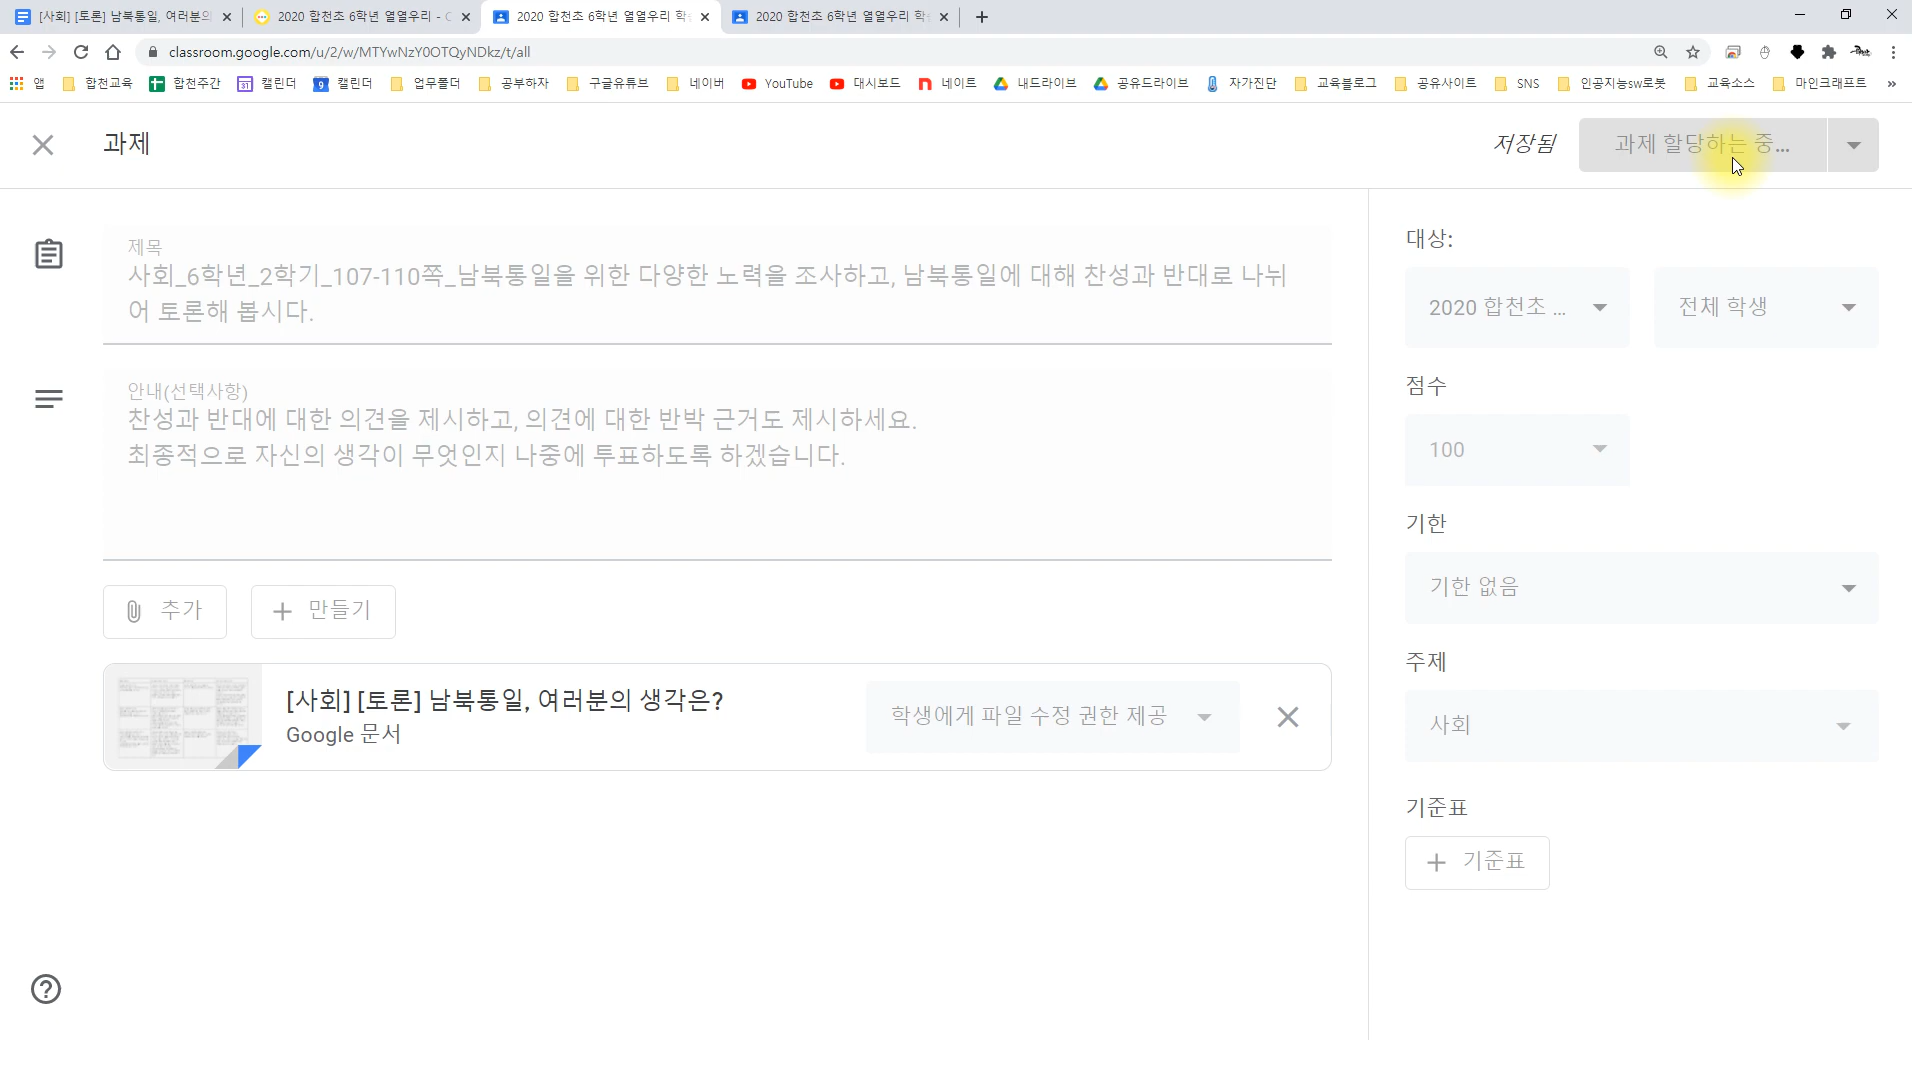 [사회] [토론] 남북통일, 여러분의
2020 합천초 6학년 열열우리 -
2020 합천초 6학년 열열우리 학
2020 합천초 6학년 열열우리 학
classroom.google.com/u/2/w/MTYwNzY0OTQyNDkz/t/all
앱 합천교육 합천주간 캘린더 캘린더 업무폴더 공부하자 구글유튜브 네이버 YouTube 대시보드 네이트 내드라이브 공유드라이브 자가진단 교육블로그 공유사이트 SNS 인공지능sw로봇 교육소스 마인크래프트 »
과제
저장됨
과제 할당하는 중...
제목
사회_6학년_2학기_107-110쪽_남북통일을 위한 다양한 노력을 조사하고, 남북통일에 대해 찬성과 반대로 나뉘
어 토론해 봅시다.
안내(선택사항)
찬성과 반대에 대한 의견을 제시하고, 의견에 대한 반박 근거도 제시하세요.
최종적으로 자신의 생각이 무엇인지 나중에 투표하도록 하겠습니다.
추가
만들기
[사회] [토론] 남북통일, 여러분의 생각은?
Google 문서
학생에게 파일 수정 권한 제공
대상:
2020 합천초 ...
전체 학생
점수
100
기한
기한 없음
주제
사회
기준표
기준표